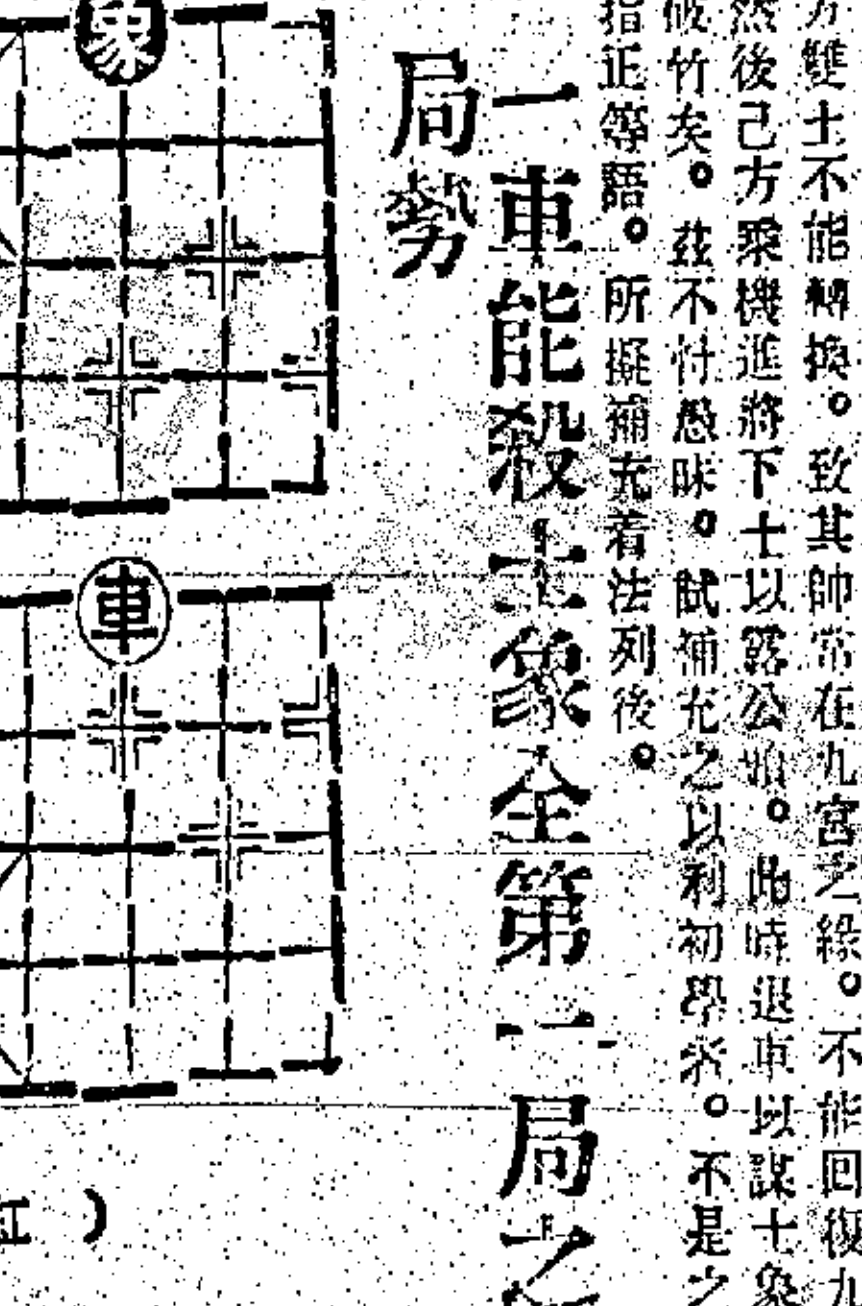 方雙士不能轉換。致其帥常在九宮之緣。不能回復九
然後己方乘機進將下士以露公焰。此時退車以謀士象
破竹矣。茲不忖愚昧。試補充之以利初學者。不是之
指正等語。所擬補充着法列後。
一車能殺士象全第一局之
局勢
象
車
紅)